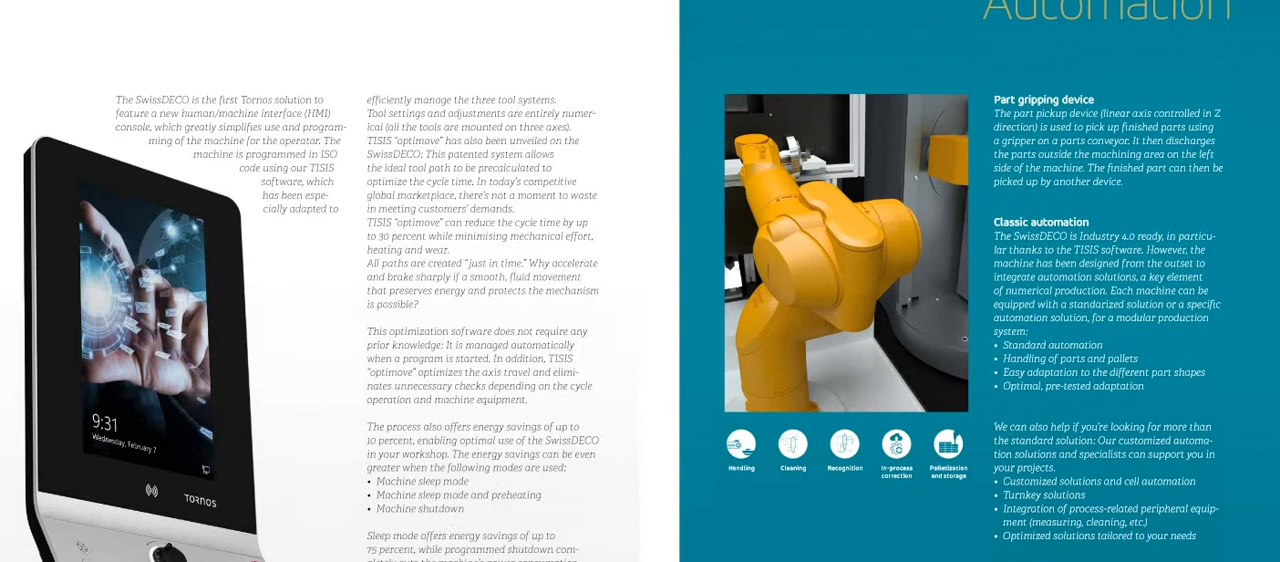 Automation
The SwissDECO is the first Tornos solution to
feature a new human/machine interface (HMI)
console, which greatly simplifies use and program-
ming of the machine for the operator. The
machine is programmed in ISO
code using our TISIS
software, which
has been espe-
cially adapted to
9:31
Wednesday, February 7
TORNOS
efficiently manage the three tool systems.
Tool settings and adjustments are entirely numer-
ical (all the tools are mounted on three axes).
TISIS “optimove” has also been unveiled on the
SwissDECO: This patented system allows
the ideal tool path to be precalculated to
optimize the cycle time. In today’s competitive
global marketplace, there’s not a moment to waste
in meeting customers’ demands.
TISIS “optimove” can reduce the cycle time by up
to 30 percent while minimising mechanical effort,
heating and wear.
All paths are created “just in time.” Why accelerate
and brake sharply if a smooth, fluid movement
that preserves energy and protects the mechanism
is possible?
This optimization software does not require any
prior knowledge: It is managed automatically
when a program is started. In addition, TISIS
“optimove” optimizes the axis travel and elimi-
nates unnecessary checks depending on the cycle
operation and machine equipment.
The process also offers energy savings of up to
10 percent, enabling optimal use of the SwissDECO
in your workshop. The energy savings can be even
greater when the following modes are used:
• Machine sleep mode
• Machine sleep mode and preheating
• Machine shutdown
Sleep mode offers energy savings of up to
75 percent, while programmed shutdown com-
pletely cuts the machine’s power consumption
Handling
Cleaning
Recognition
In-process
correction
Palletization
and storage
Part gripping device
The part pickup device (linear axis controlled in Z
direction) is used to pick up finished parts using
a gripper on a parts conveyor. It then discharges
the parts outside the machining area on the left
side of the machine. The finished part can then be
picked up by another device.
Classic automation
The SwissDECO is Industry 4.0 ready, in particu-
lar thanks to the TISIS software. However, the
machine has been designed from the outset to
integrate automation solutions, a key element
of numerical production. Each machine can be
equipped with a standarized solution or a specific
automation solution, for a modular production
system:
• Standard automation
• Handling of parts and pallets
• Easy adaptation to the different part shapes
• Optimal, pre-tested adaptation
We can also help if you’re looking for more than
the standard solution: Our customized automa-
tion solutions and specialists can support you in
your projects.
• Customized solutions and cell automation
• Turnkey solutions
• Integration of process-related peripheral equip-
ment (measuring, cleaning, etc.)
• Optimized solutions tailored to your needs